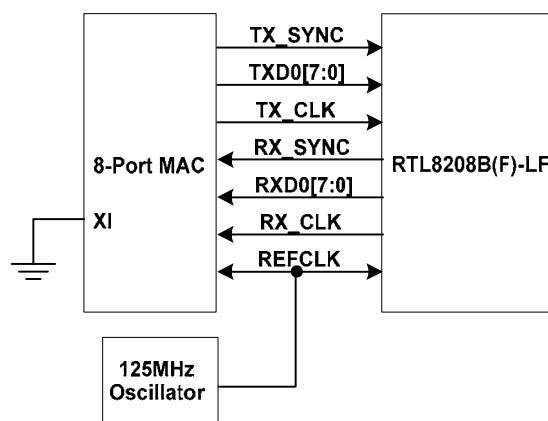 TX_SYNC
TXD0[7:0]
TX_CLK
RX_SYNC
8-Port MAC
RTL8208B(F)-LF
RXD0[7:0]
XI
RX_CLK
REFCLK
125MHz
Oscillator